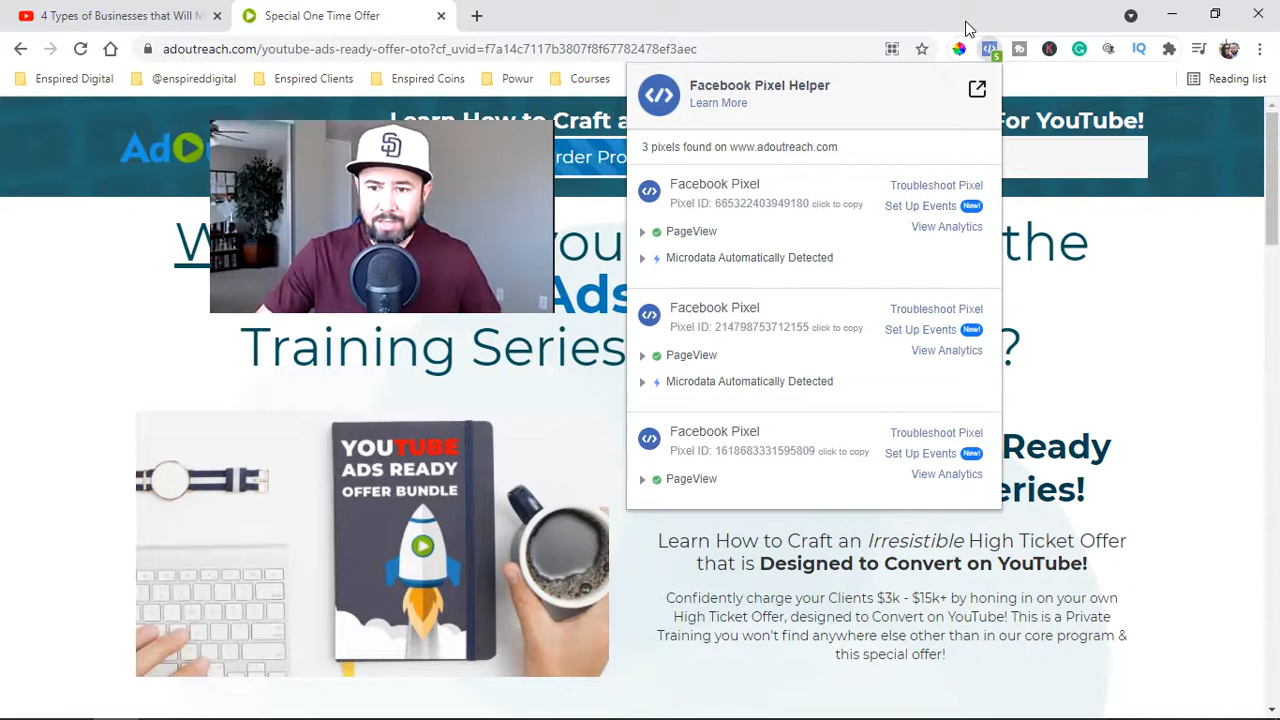 4 Types of Businesses that Will M
Special One Time Offer
adoutreach.com/youtube-ads-ready-offer-oto?cf_uvid=f7a14c7117b3807f8f67782478ef3aec
5
IQ
Enspired Digital
@enspireddigital
Enspired Clients
Enspired Coins
Powur
Courses
Reading list
Learn How to Craft a
For YouTube!
Ad
rder Pro
Facebook Pixel Helper
Learn More
3 pixels found on www.adoutreach.com
Facebook Pixel
Troubleshoot Pixel
Pixel ID: 665322403949180 click to copy
Set Up Events New!
View Analytics
PageView
Microdata Automatically Detected
Facebook Pixel
Troubleshoot Pixel
Pixel ID: 214798753712155 click to copy
Set Up Events New!
View Analytics
PageView
Microdata Automatically Detected
Facebook Pixel
Troubleshoot Pixel
Pixel ID: 1618683331595809 click to copy
Set Up Events New!
View Analytics
PageView
W
you
the
Ads
Training Series
?
YOUTUBE
ADS READY
OFFER BUNDLE
Ready
eries!
Learn How to Craft an Irresistible High Ticket Offer
that is Designed to Convert on YouTube!
Confidently charge your Clients $3k - $15k+ by honing in on your own
High Ticket Offer, designed to Convert on YouTube! This is a Private
Training you won't find anywhere else other than in our core program &
this special offer!